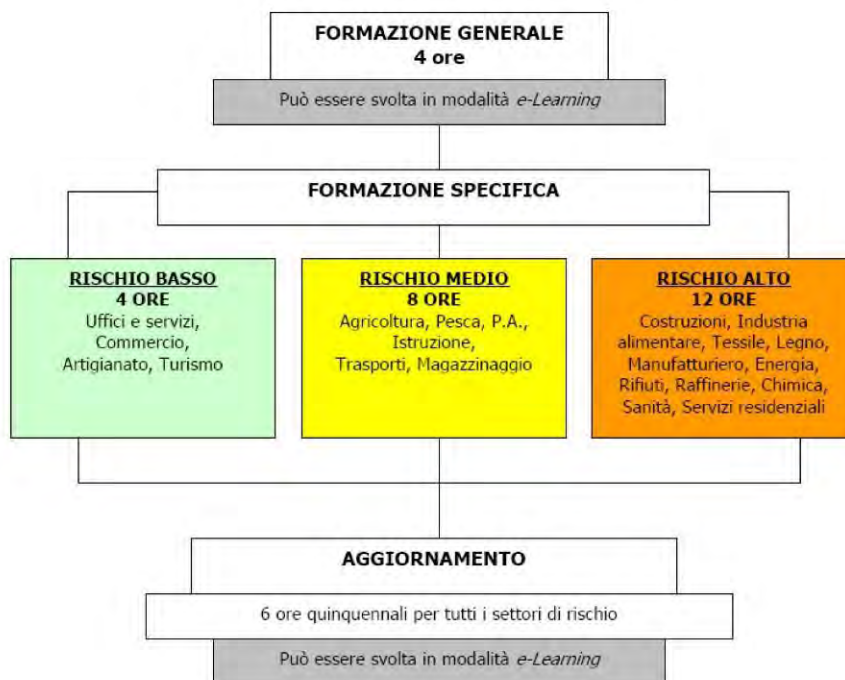 FORMAZIONE GENERALE
4 ore
Può essere svolta in modalità e-Learning
FORMAZIONE SPECIFICA
RISCHIO BASSO
4 ORE
Uffici e servizi,
Commercio,
Artigianato, Turismo
RISCHIO MEDIO
8 ORE
Agricoltura, Pesca, P.A.,
Istruzione,
Trasporti, Magazzinaggio
RISCHIO ALTO
12 ORE
Costruzioni, Industria
alimentare, Tessile, Legno,
Manufatturiero, Energia,
Rifiuti, Raffinerie, Chimica,
Sanità, Servizi residenziali
AGGIORNAMENTO
6 ore quinquennali per tutti i settori di rischio
Può essere svolta in modalità e-Learning